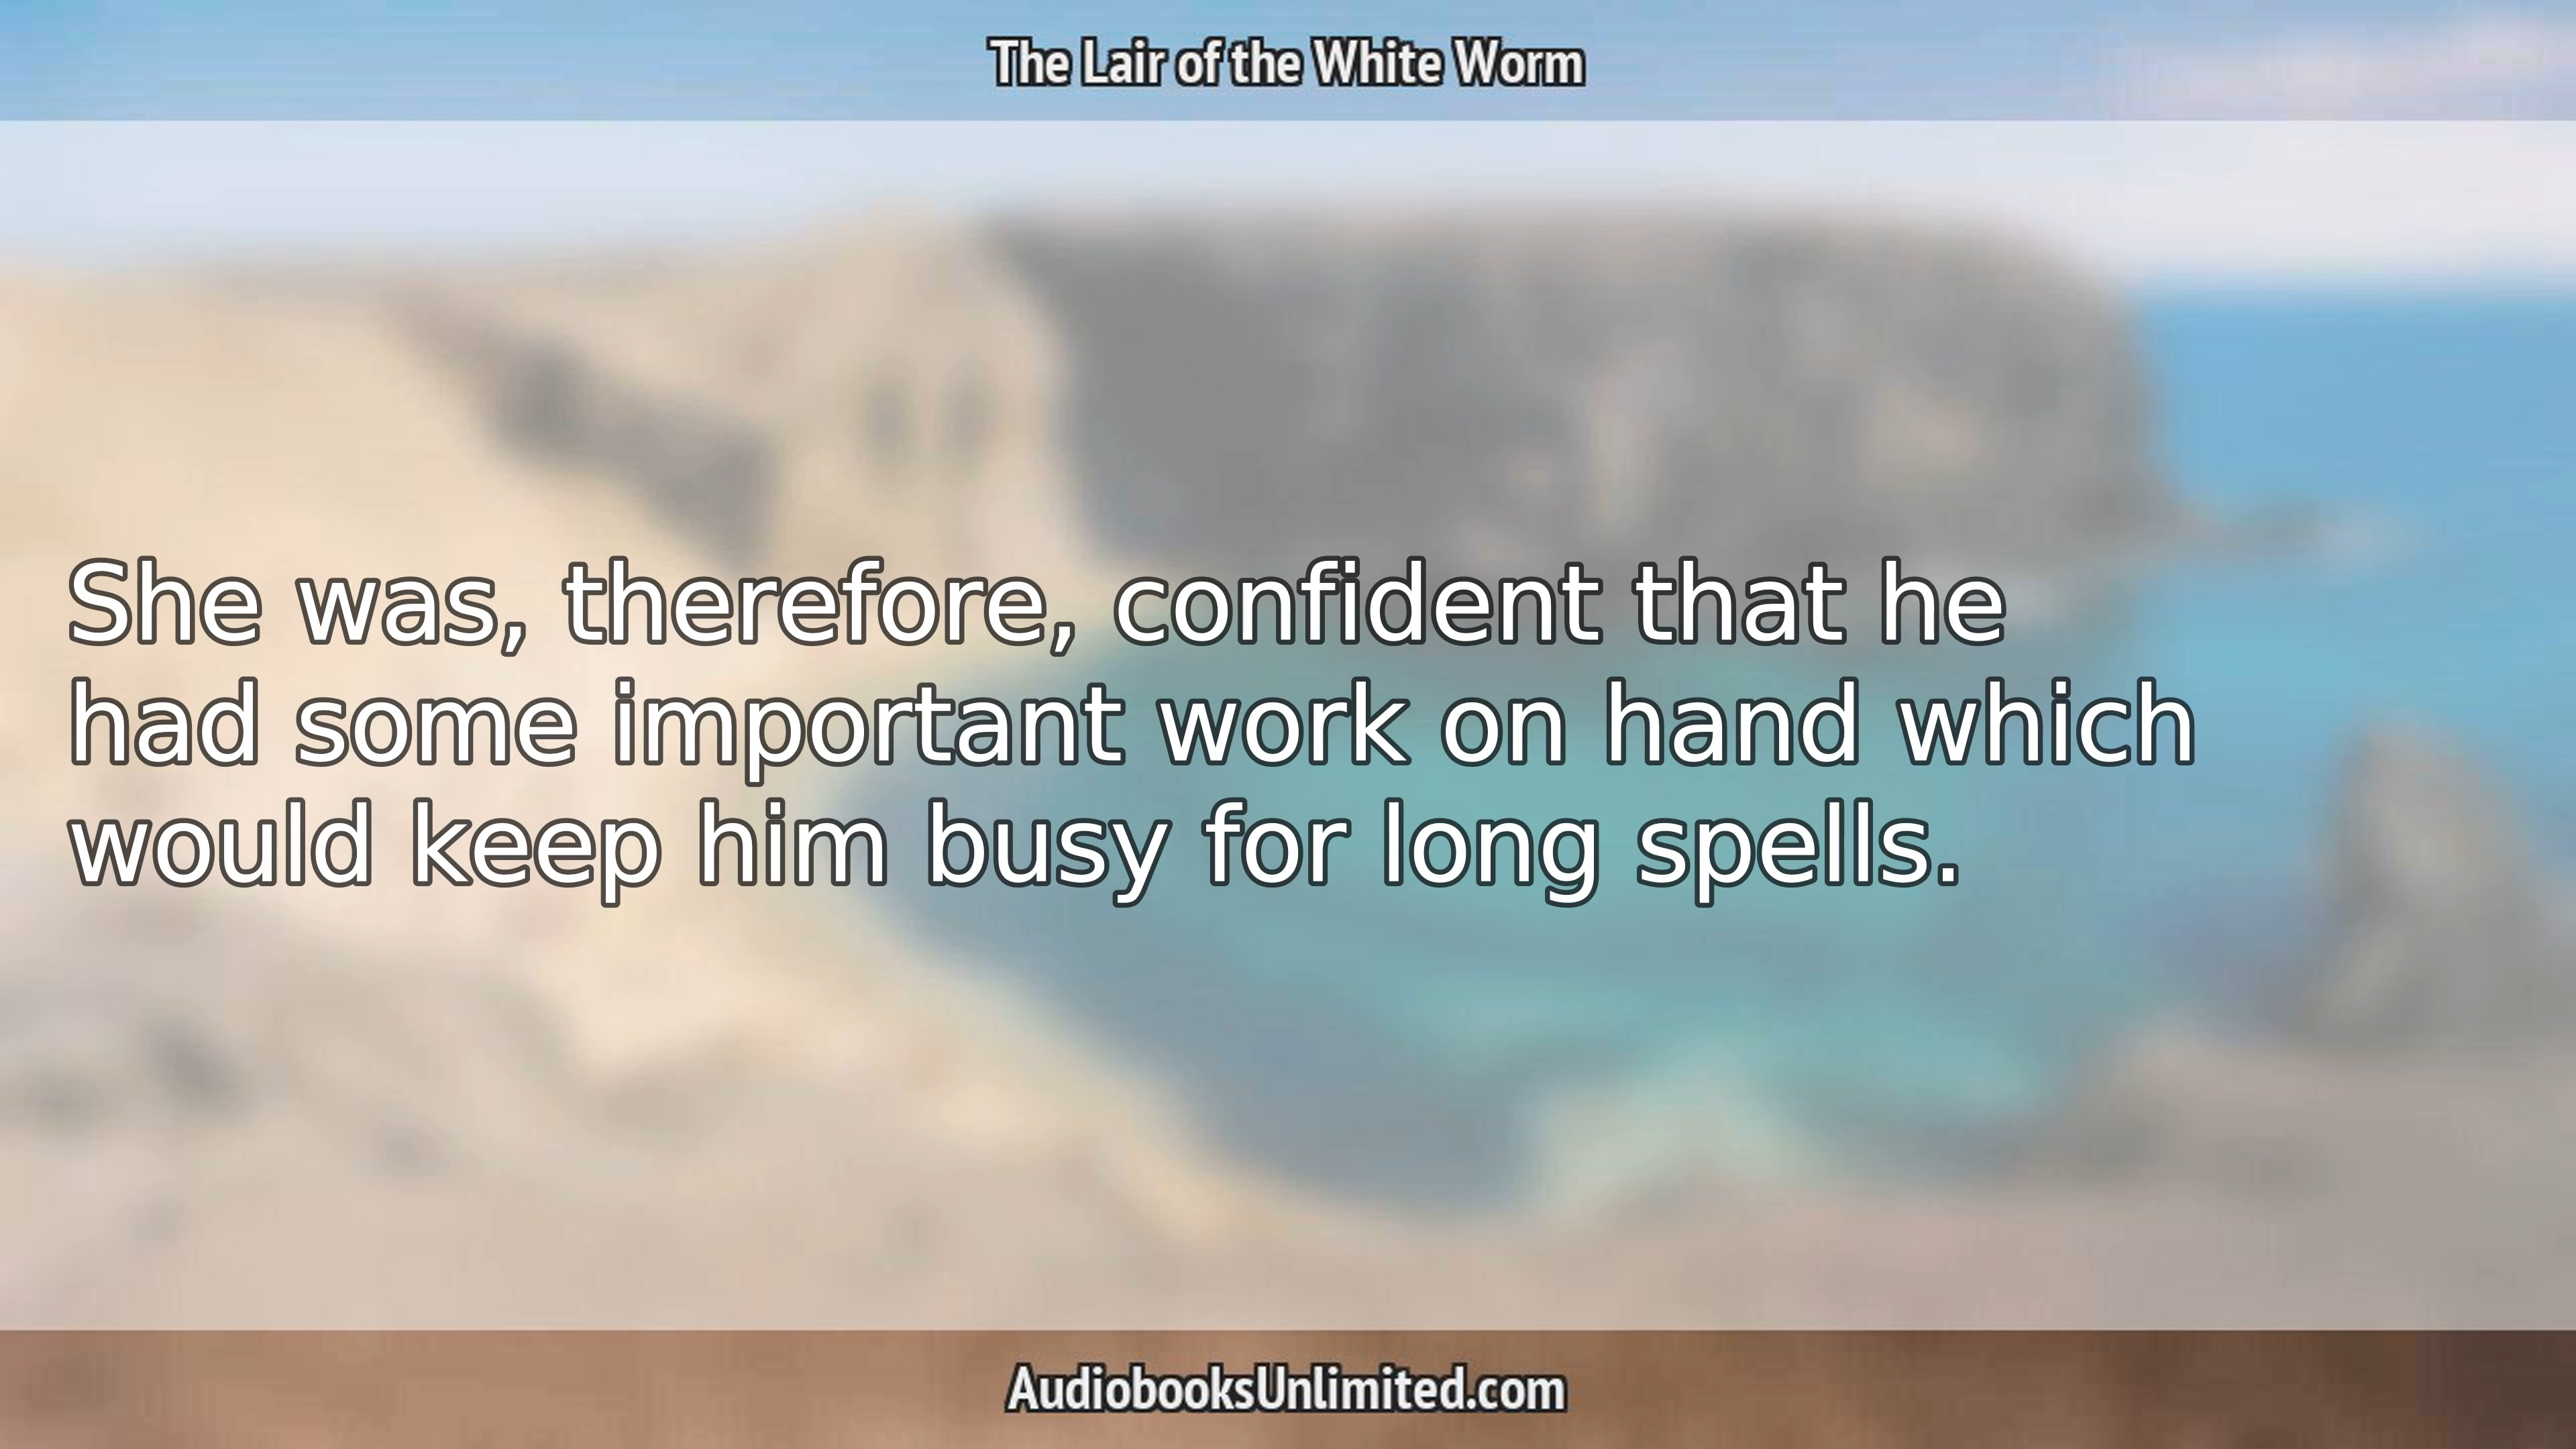 The Lair of the White Worm
She was, therefore, confident that he
had some important work on hand which
would keep him busy for long spells.
AudiobooksUnlimited.com